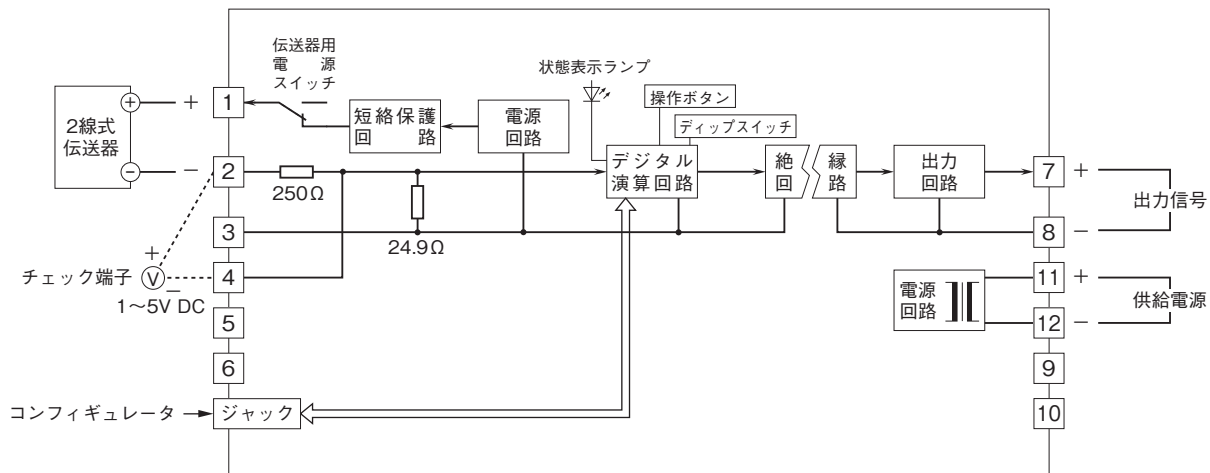 伝送器用
電源
スイッチ
状態表示ランプ
操作ボタン
ディップスイッチ
2線式
伝送器
+
−
+
−
1
2
3
4
5
6
短絡保護
回路
電源
回路
デジタル
演算回路
絶縁
回路
出力
回路
250Ω
24.9Ω
チェック端子
+
V
−
1〜5V DC
7
8
11
12
9
10
+
−
出力信号
+
−
供給電源
電源
回路
コンフィギュレータ
ジャック